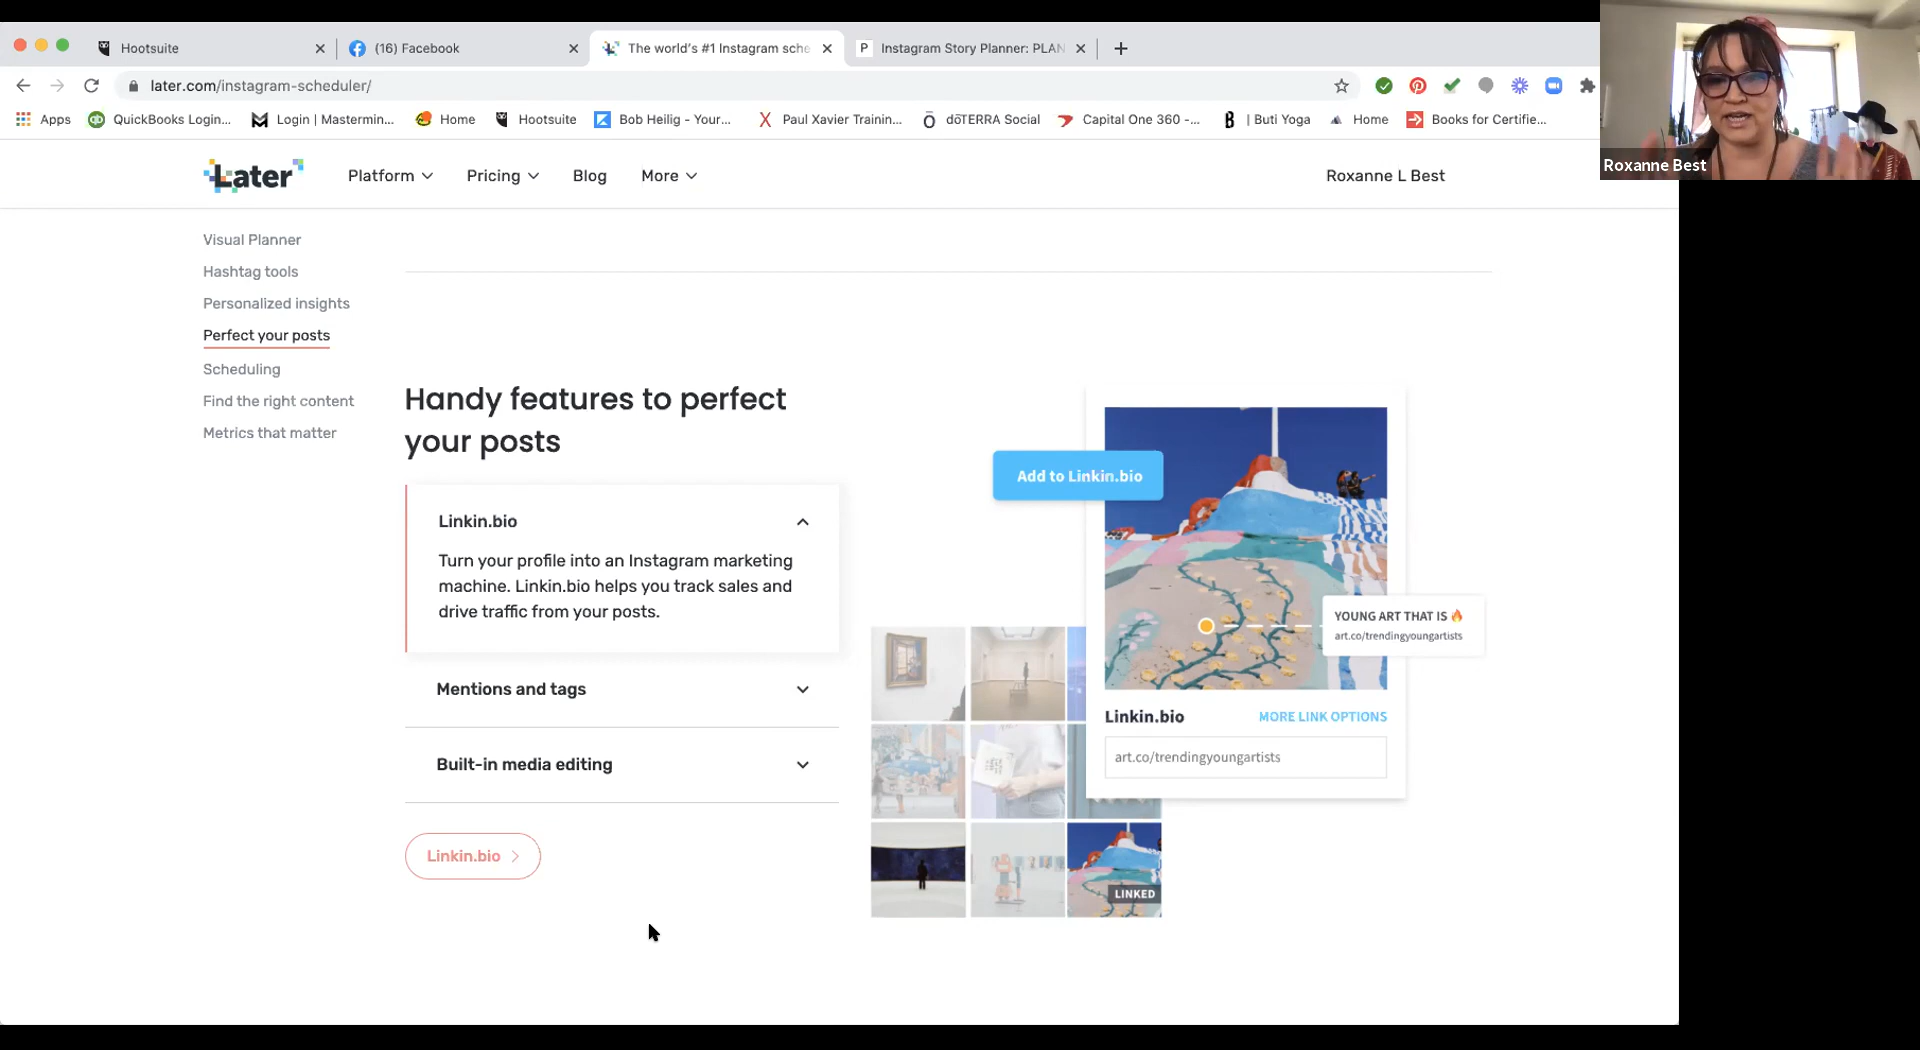 Hootsuite
(16) Facebook
The world's #1 Instagram sche
P Instagram Story Planner: PLAN
later.com/instagram-scheduler/
Apps
QuickBooks Login...
Login | Mastermin...
Home
Hootsuite
Bob Heilig - Your...
Paul Xavier Trainin...
dōTERRA Social
Capital One 360 -...
| Buti Yoga
Home
Books for Certifie...
Roxanne Best
Later
Platform
Pricing
Blog
More
Roxanne L Best
Visual Planner
Hashtag tools
Personalized insights
Perfect your posts
Scheduling
Find the right content
Metrics that matter
Handy features to perfect
your posts
Linkin.bio
Turn your profile into an Instagram marketing
machine. Linkin.bio helps you track sales and
drive traffic from your posts.
Mentions and tags
Built-in media editing
Linkin.bio
Add to Linkin.bio
YOUNG ART THAT IS 🔥
art.co/trendingyoungartists
Linkin.bio
MORE LINK OPTIONS
art.co/trendingyoungartists
LINKED